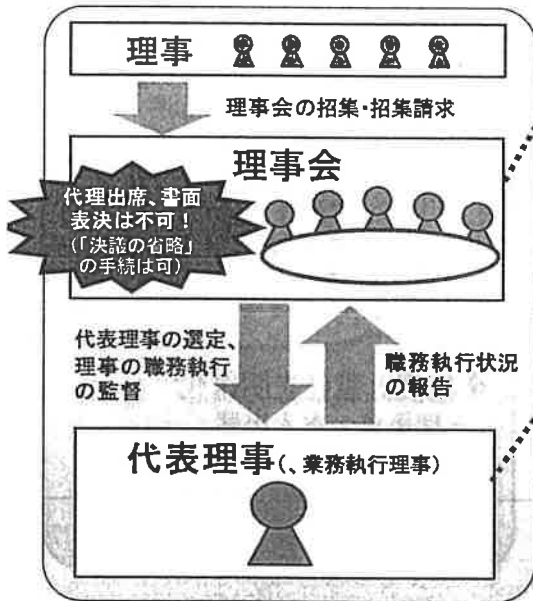 理事
理事会の招集・招集請求
理事会
代理出席、書面
表決は不可！
(「決議の省略」
の手続は可)
代表理事の選定、
理事の職務執行
の監督
職務執行状況
の報告
代表理事(、業務執行理事)